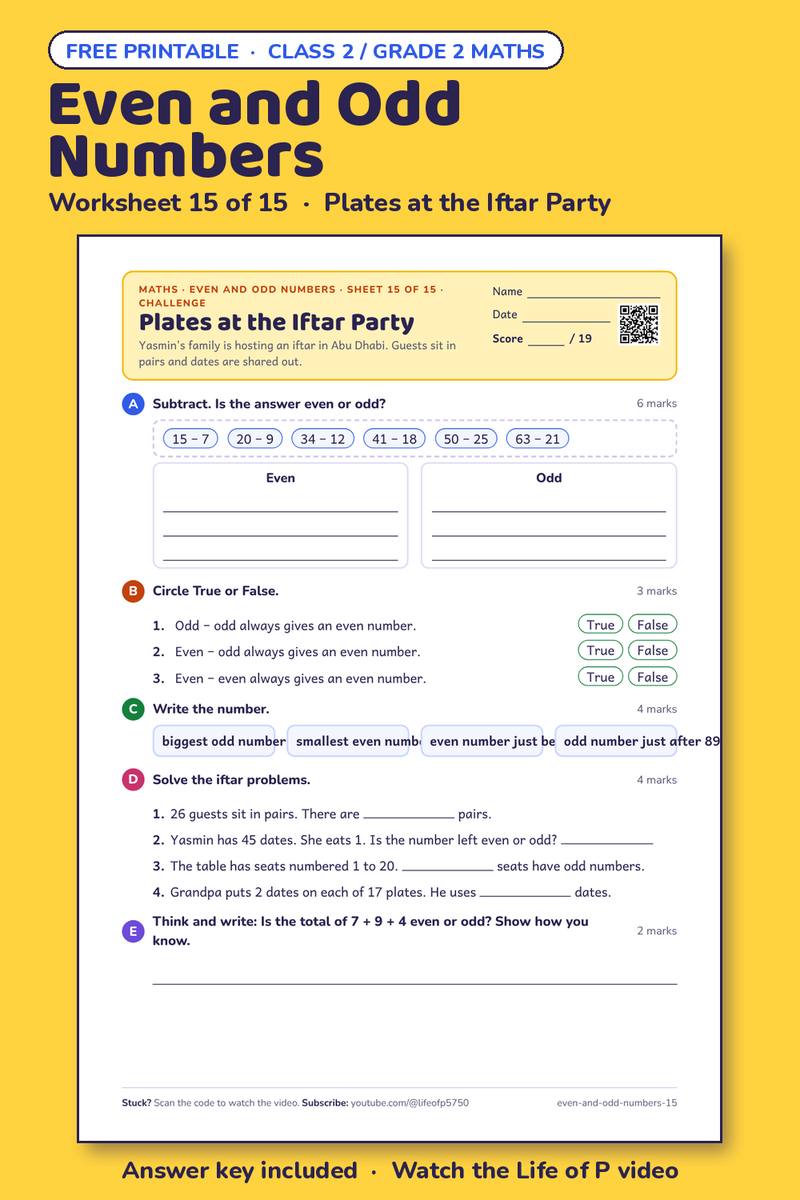 FREE PRINTABLE · CLASS 2 / GRADE 2 MATHS
Even and Odd
Numbers
Worksheet 15 of 15 · Plates at the Iftar Party
MATHS · EVEN AND ODD NUMBERS · SHEET 15 OF 15 ·
CHALLENGE
Plates at the Iftar Party
Yasmin's family is hosting an iftar in Abu Dhabi. Guests sit in
pairs and dates are shared out.
Name
Date
Score / 19
A Subtract. Is the answer even or odd? 6 marks
15 − 7 20 − 9 34 − 12 41 − 18 50 − 25 63 − 21
Even Odd
B Circle True or False. 3 marks
1. Odd − odd always gives an even number. True False
2. Even − odd always gives an even number. True False
3. Even − even always gives an even number. True False
C Write the number. 4 marks
biggest odd number smallest even numb even number just be odd number just after 89
D Solve the iftar problems. 4 marks
1. 26 guests sit in pairs. There are ____ pairs.
2. Yasmin has 45 dates. She eats 1. Is the number left even or odd? ____
3. The table has seats numbered 1 to 20. ____ seats have odd numbers.
4. Grandpa puts 2 dates on each of 17 plates. He uses ____ dates.
E Think and write: Is the total of 7 + 9 + 4 even or odd? Show how you
know. 2 marks
Stuck? Scan the code to watch the video. Subscribe: youtube.com/@lifeofp5750 even-and-odd-numbers-15
Answer key included · Watch the Life of P video